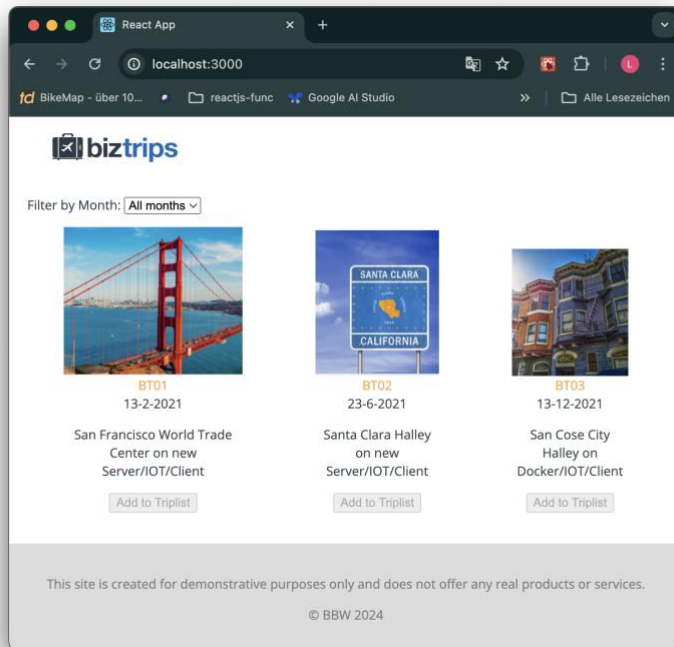 React App
localhost:3000
BikeMap - über 10...
reactjs-func
Google AI Studio
»
Alle Lesezeichen
L
biztrips
Filter by Month: All months
SANTA CLARA
CALIFORNIA
BT01
BT02
BT03
13-2-2021
23-6-2021
13-12-2021
San Francisco World Trade
Center on new
Server/IOT/Client
Santa Clara Halley
on new
Server/IOT/Client
San Cose City
Halley on
Docker/IOT/Client
Add to Triplist
Add to Triplist
Add to Triplist
This site is created for demonstrative purposes only and does not offer any real products or services.
© BBW 2024